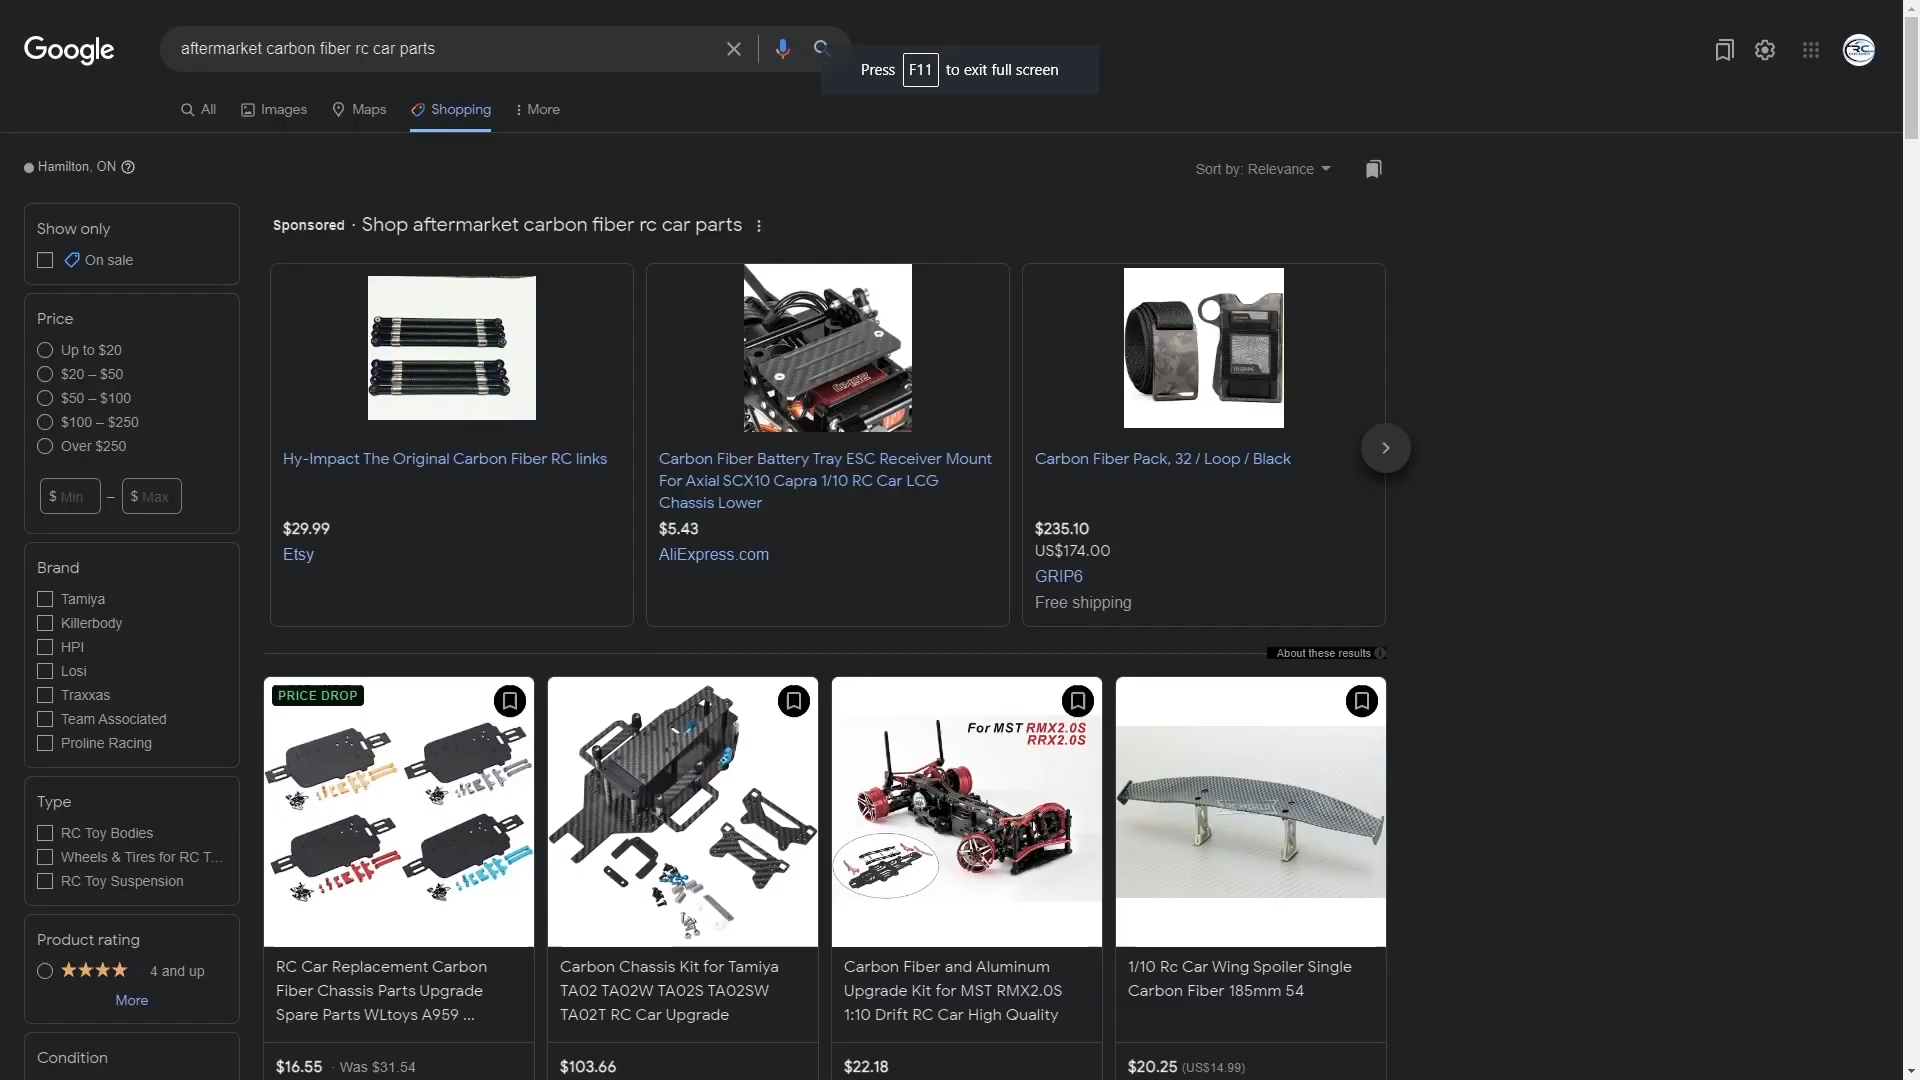 Google
aftermarket carbon fiber rc car parts
Press F11 to exit full screen
All
Images
Maps
Shopping
More
Hamilton, ON
Sort by: Relevance
Show only
On sale
Price
Up to $20
$20 – $50
$50 – $100
$100 – $250
Over $250
$ Min – $ Max
Brand
Tamiya
Killerbody
HPI
Losi
Traxxas
Team Associated
Proline Racing
Type
RC Toy Bodies
Wheels & Tires for RC T...
RC Toy Suspension
Product rating
4 and up
More
Condition
Sponsored · Shop aftermarket carbon fiber rc car parts
Hy-Impact The Original Carbon Fiber RC links
$29.99
Etsy
Carbon Fiber Battery Tray ESC Receiver Mount
For Axial SCX10 Capra 1/10 RC Car LCG
Chassis Lower
$5.43
AliExpress.com
Carbon Fiber Pack, 32 / Loop / Black
$235.10
US$174.00
GRIP6
Free shipping
About these results
PRICE DROP
RC Car Replacement Carbon
Fiber Chassis Parts Upgrade
Spare Parts WLtoys A959 ...
$16.55 · Was $31.54
Carbon Chassis Kit for Tamiya
TA02 TA02W TA02S TA02SW
TA02T RC Car Upgrade
$103.66
For MST RMX2.0S
RRX2.0S
Carbon Fiber and Aluminum
Upgrade Kit for MST RMX2.0S
1:10 Drift RC Car High Quality
$22.18
1/10 Rc Car Wing Spoiler Single
Carbon Fiber 185mm 54
$20.25 (US$14.99)